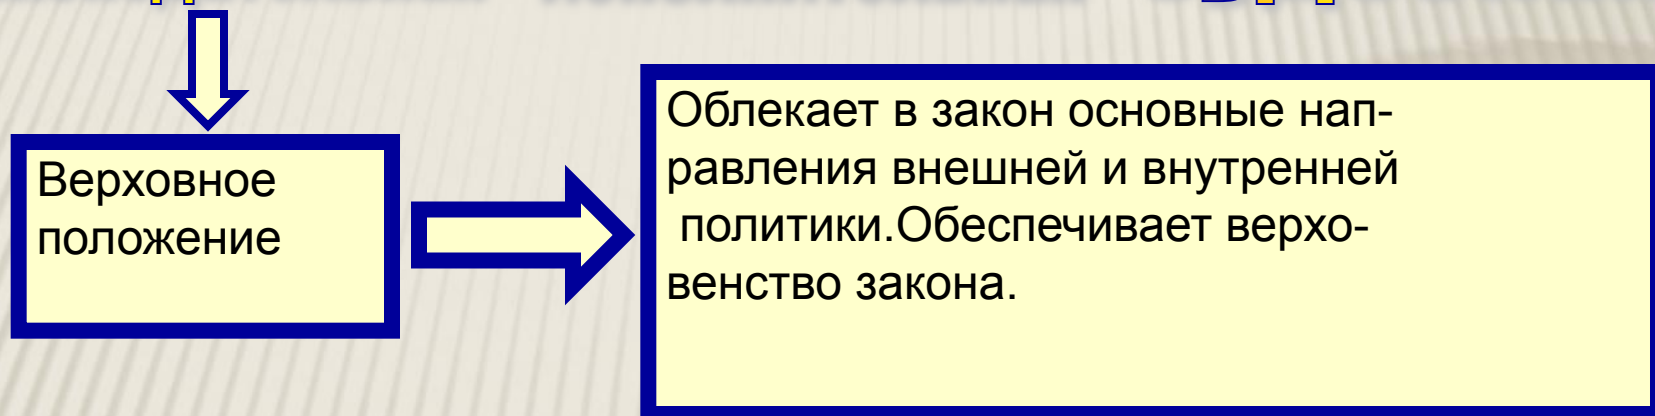 Верховное
положение
Облекает в закон основные нап-
равления внешней и внутренней
политики.Обеспечивает верхо-
венство закона.